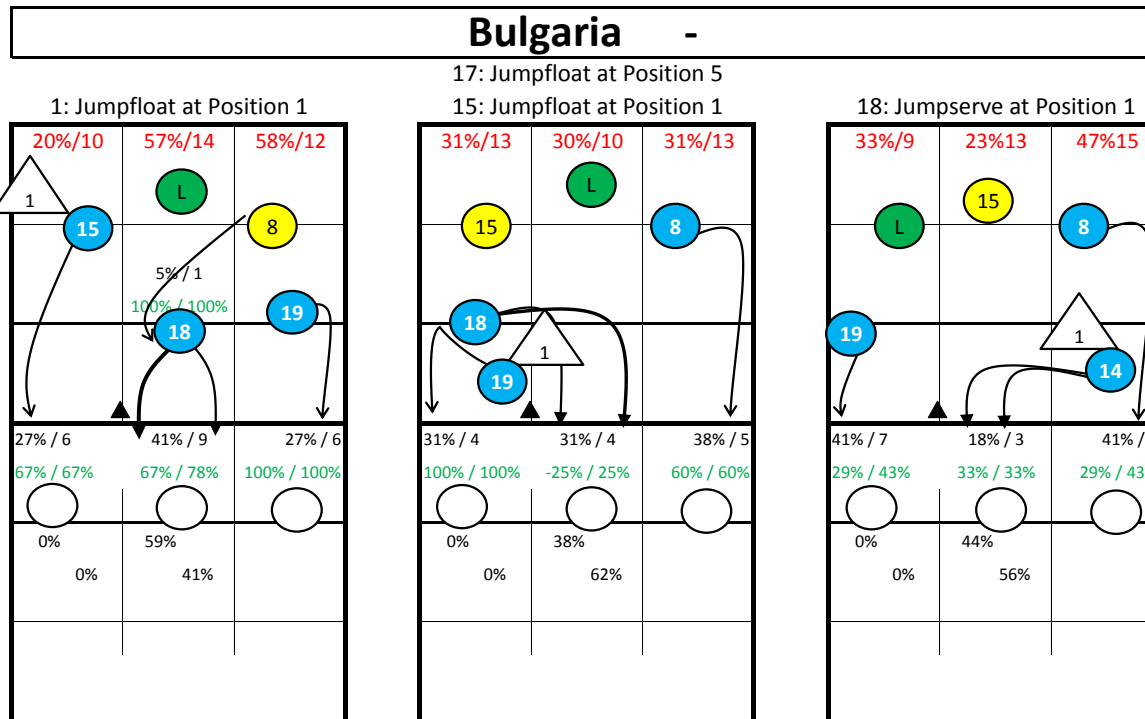 Bulgaria -
17: Jumpfloat at Position 5
1: Jumpfloat at Position 1
15: Jumpfloat at Position 1
18: Jumpserve at Position 1
20%/10 57%/14 58%/12
1
L
15
8
5% / 1
100% / 100%
18
19
27% / 6 41% / 9 27% / 6
67% / 67% 67% / 78% 100% / 100%
0% 59%
0% 41%
31%/13 30%/10 31%/13
L
15
8
18
1
19
31% / 4 31% / 4 38% / 5
100% / 100% -25% / 25% 60% / 60%
0% 38%
0% 62%
33%/9 23%13 47%15
15
L
8
19
1
14
41% / 7 18% / 3 41% /
29% / 43% 33% / 33% 29% / 43
0% 44%
0% 56%